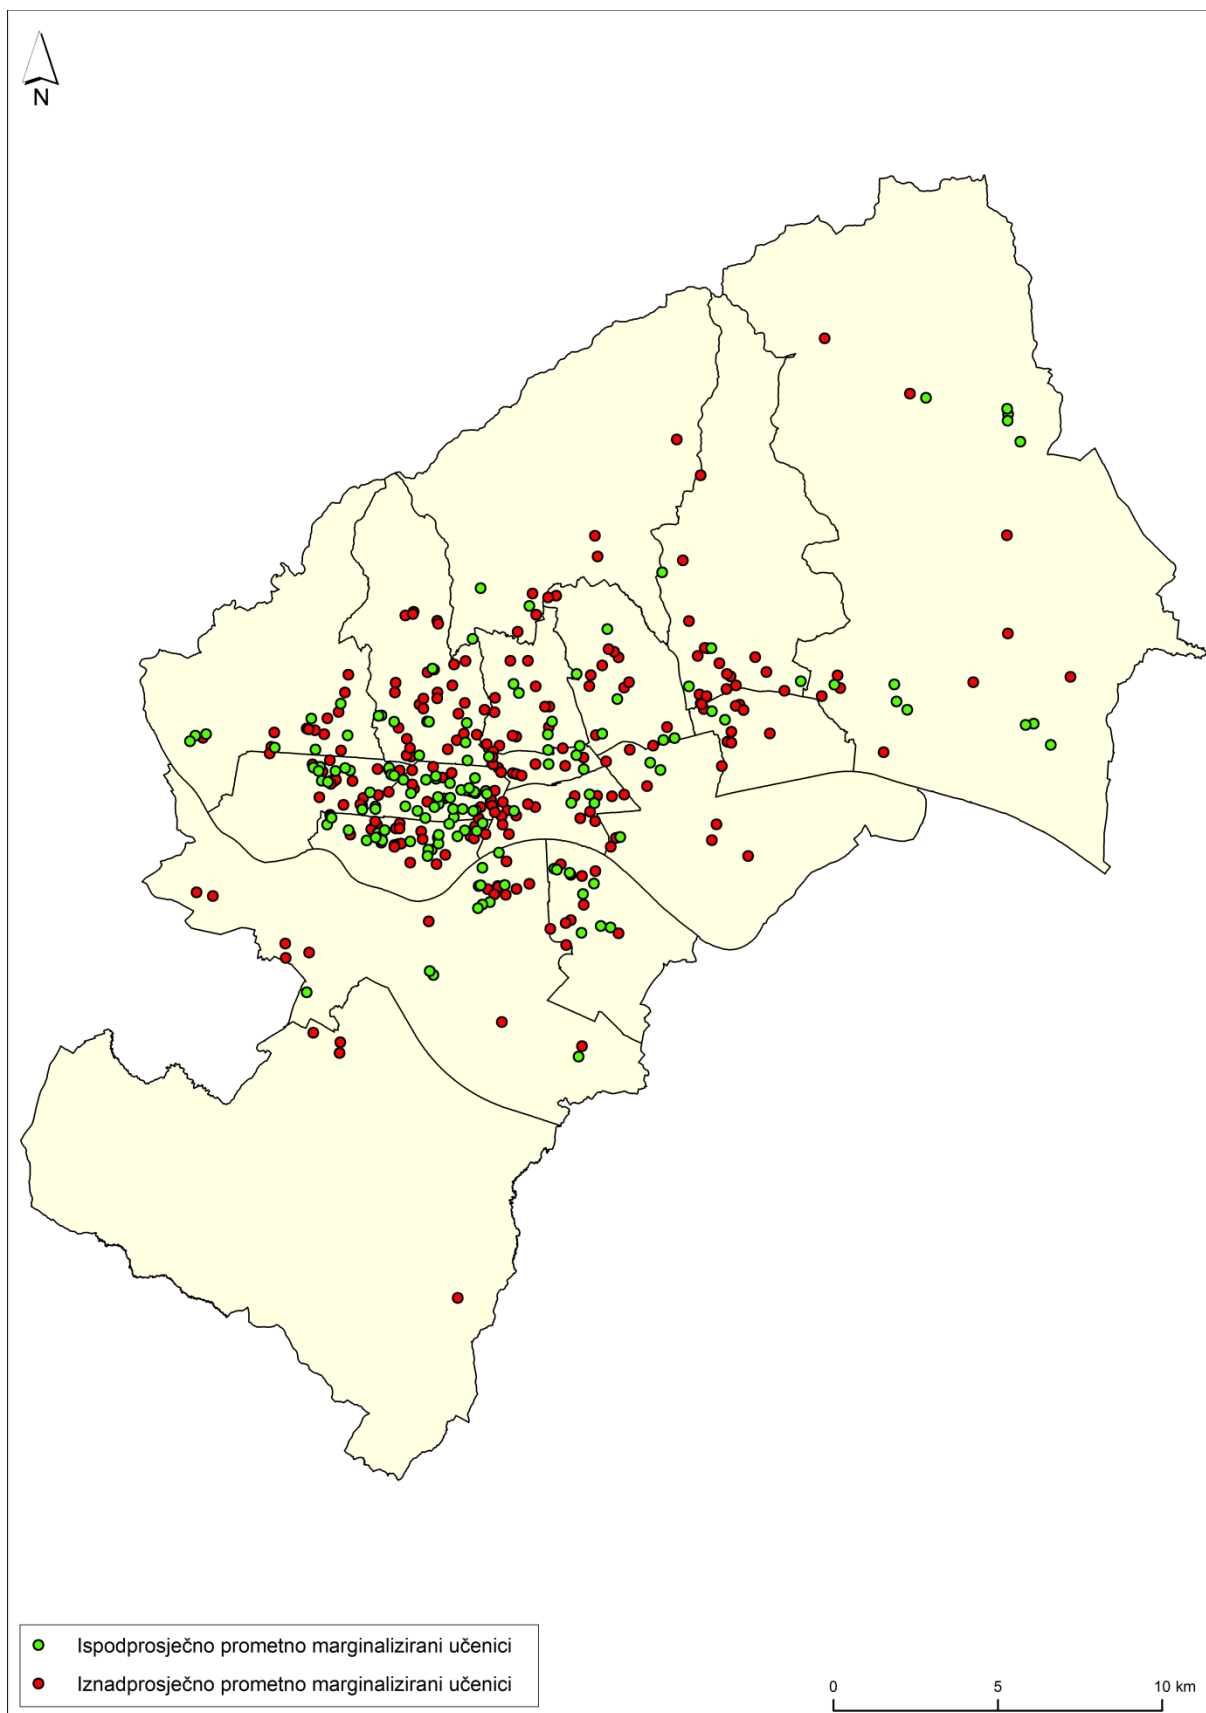 N
Ispodprosječno prometno marginalizirani učenici
Iznadprosječno prometno marginalizirani učenici
0 5 10 km